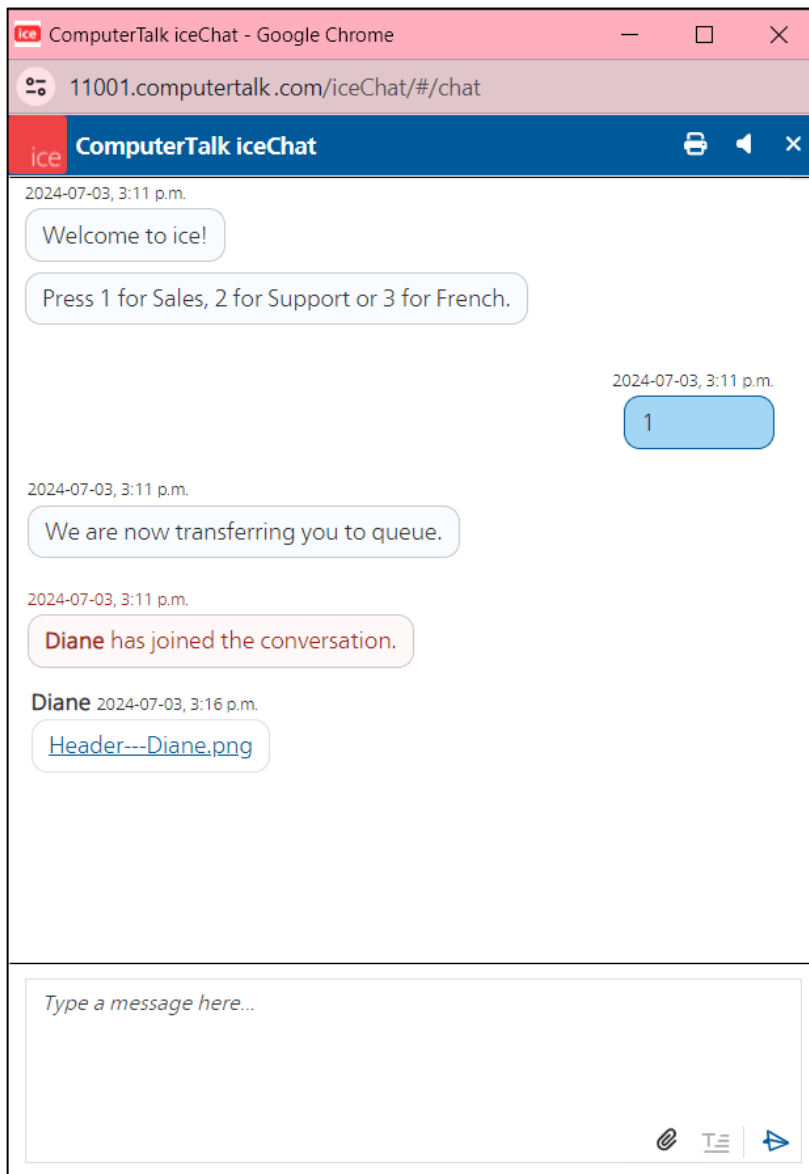 ice ComputerTalk iceChat - Google Chrome
11001.computertalk.com/iceChat/#/chat
ice ComputerTalk iceChat
2024-07-03, 3:11 p.m.
Welcome to ice!
Press 1 for Sales, 2 for Support or 3 for French.
2024-07-03, 3:11 p.m.
1
2024-07-03, 3:11 p.m.
We are now transferring you to queue.
2024-07-03, 3:11 p.m.
Diane has joined the conversation.
Diane 2024-07-03, 3:16 p.m.
Header---Diane.png
Type a message here...